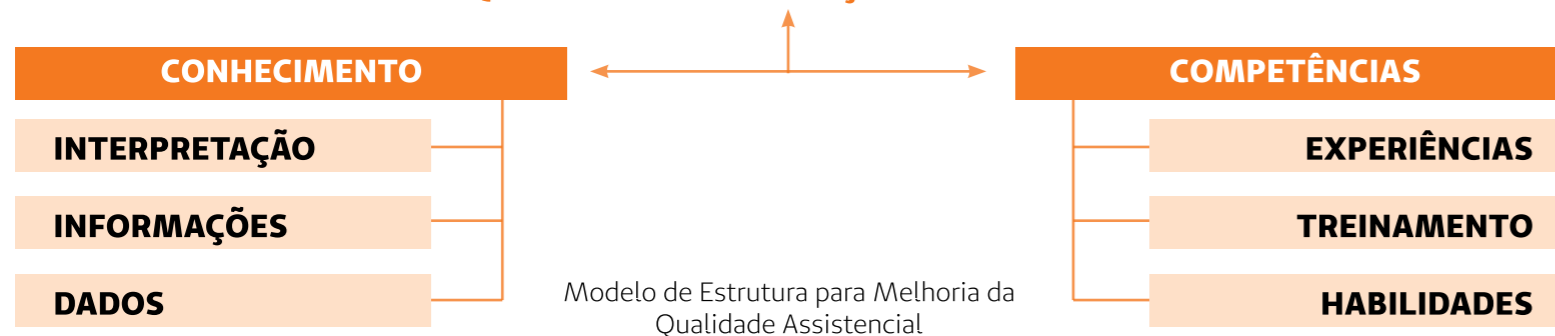 CONHECIMENTO
COMPETÊNCIAS
INTERPRETAÇÃO
EXPERIÊNCIAS
INFORMAÇÕES
TREINAMENTO
DADOS
HABILIDADES
Modelo de Estrutura para Melhoria da
Qualidade Assistencial